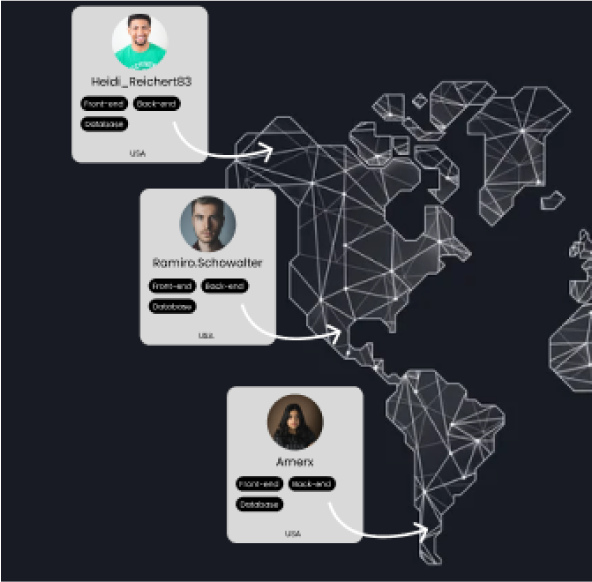 Heidi_Reichert83
Front-end Back-end
Database
USA
Ramiro.Schowalter
Front-end Back-end
Database
USA
Amerx
Front-end Back-end
Database
USA